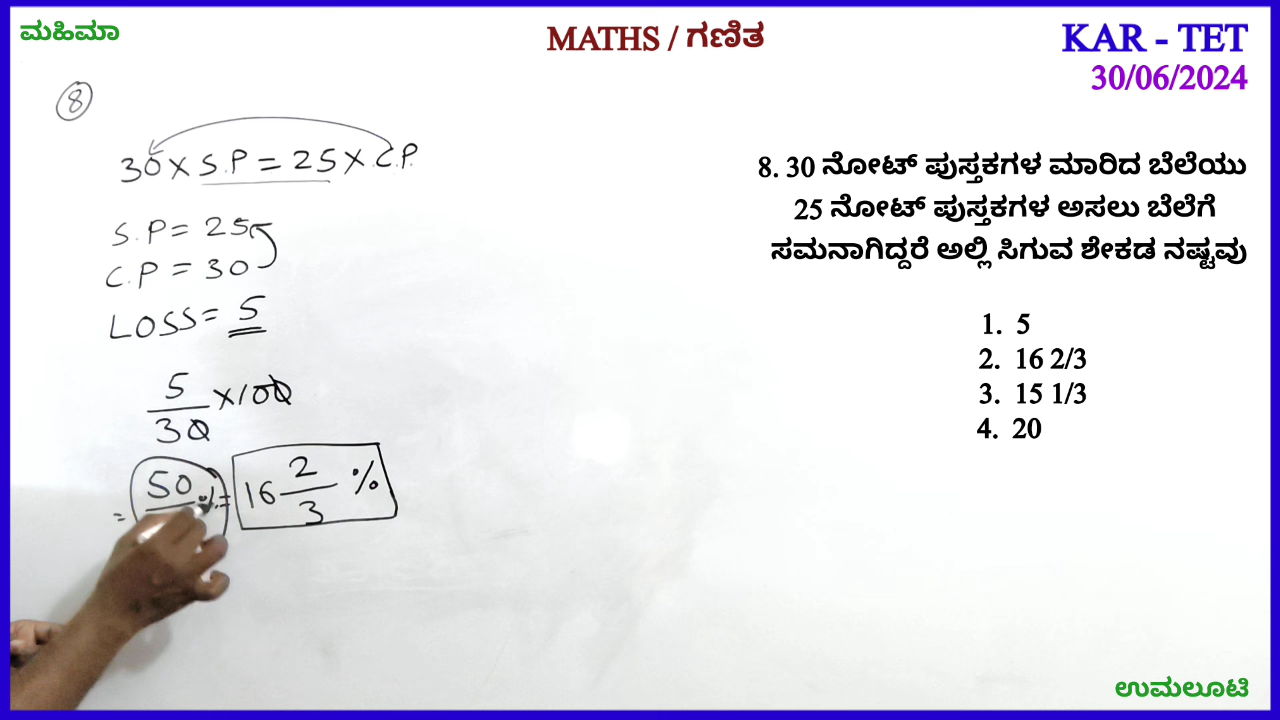 ಮಹಿಮಾ
MATHS / ಗಣಿತ
KAR - TET
30/06/2024
8
30 X S.P = 25 X C.P.
S.P = 25
C.P = 30
LOSS = 5
5/30 X 100
= 50 % = 16 2/3 %
8. 30 ನೋಟ್ ಪುಸ್ತಕಗಳ ಮಾರಿದ ಬೆಲೆಯು
25 ನೋಟ್ ಪುಸ್ತಕಗಳ ಅಸಲು ಬೆಲೆಗೆ
ಸಮನಾಗಿದ್ದರೆ ಅಲ್ಲಿ ಸಿಗುವ ಶೇಕಡ ನಷ್ಟವು
1. 5
2. 16 2/3
3. 15 1/3
4. 20
ಉಮಲೂಟಿ